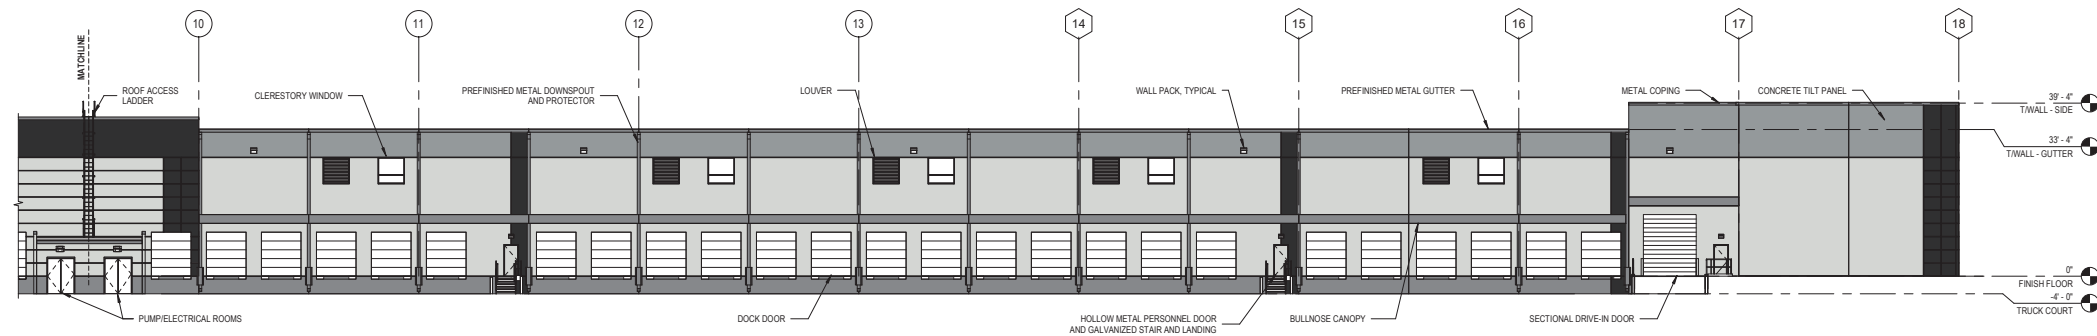 10
11
12
13
14
15
16
17
18
MATCHLINE
ROOF ACCESS
LADDER
CLERESTORY WINDOW
PREFINISHED METAL DOWNSPOUT
AND PROTECTOR
LOUVER
WALL PACK, TYPICAL
PREFINISHED METAL GUTTER
METAL COPING
CONCRETE TILT PANEL
39' - 4"
T/WALL - SIDE
33' - 4"
T/WALL - GUTTER
0"
FINISH FLOOR
-4' - 0"
TRUCK COURT
PUMP/ELECTRICAL ROOMS
DOCK DOOR
HOLLOW METAL PERSONNEL DOOR
AND GALVANIZED STAIR AND LANDING
BULLNOSE CANOPY
SECTIONAL DRIVE-IN DOOR